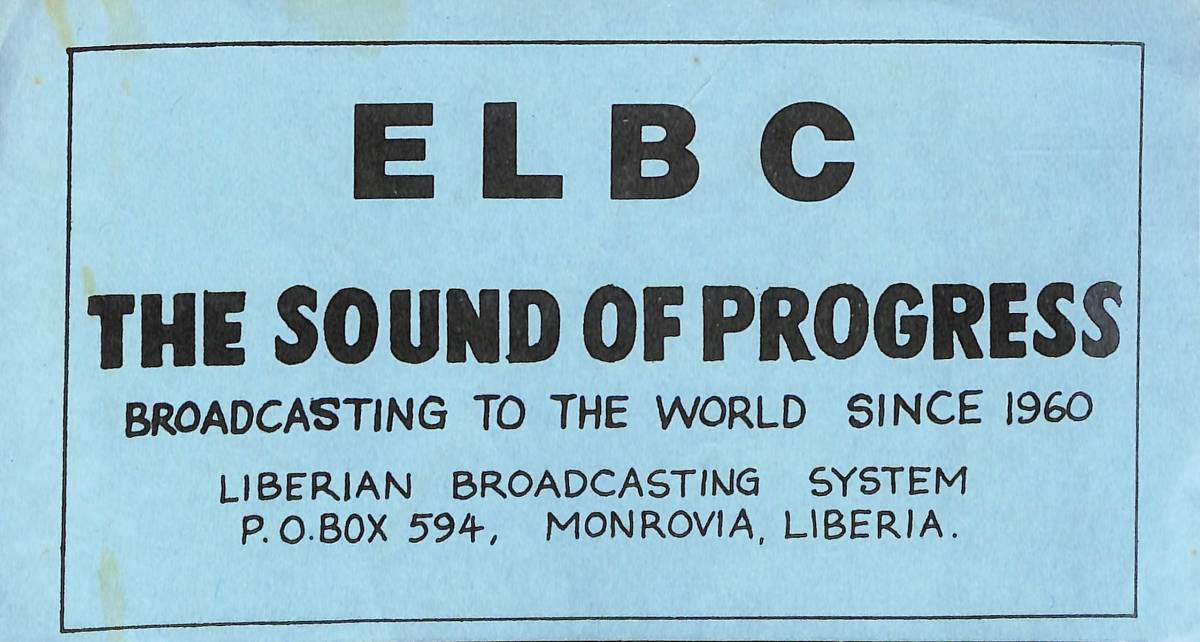 ELBC
THE SOUND OF PROGRESS
BROADCASTING TO THE WORLD SINCE 1960
LIBERIAN BROADCASTING SYSTEM
P.O.BOX 594, MONROVIA, LIBERIA.